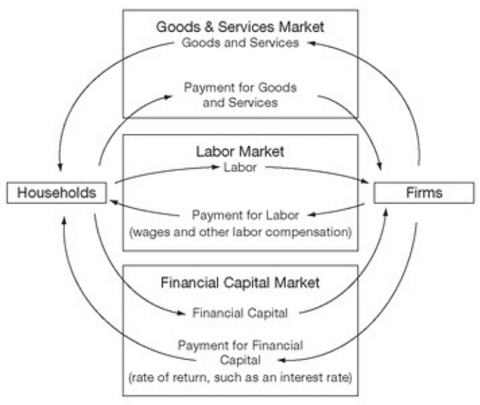 Goods & Services Market
Goods and Services
Payment for Goods
and Services
Labor Market
Labor
Households
Firms
Payment for Labor
(wages and other labor compensation)
Financial Capital Market
Financial Capital
Payment for Financial
Capital
(rate of return, such as an interest rate)